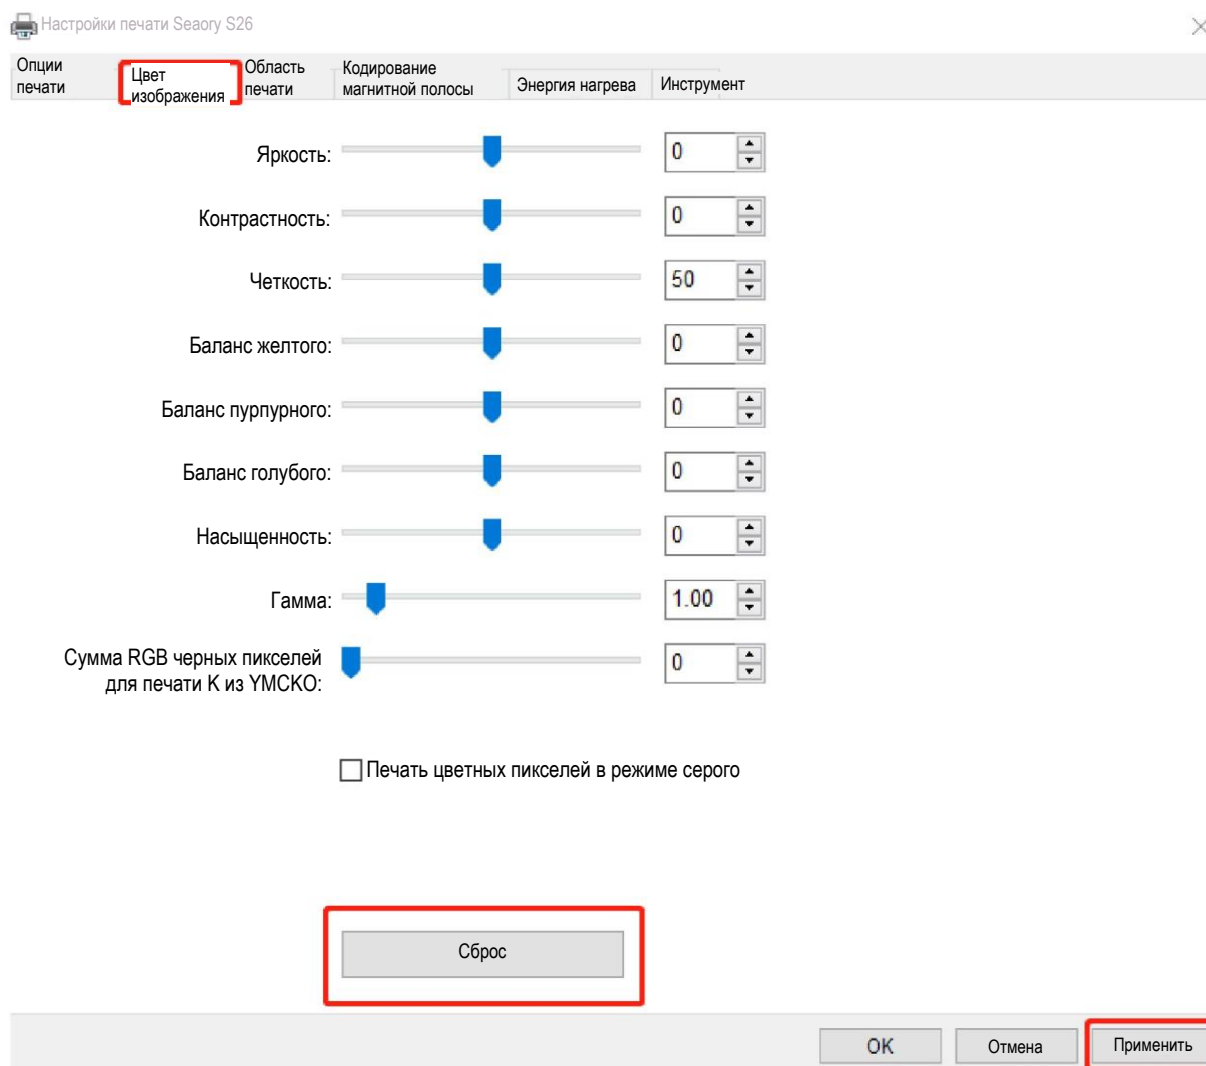 Настройки печати Seaory S26
Опции
печати
Цвет
изображения
Область
печати
Кодирование
магнитной полосы
Энергия нагрева
Инструмент
Яркость: 0
Контрастность: 0
Четкость: 50
Баланс желтого: 0
Баланс пурпурного: 0
Баланс голубого: 0
Насыщенность: 0
Гамма: 1.00
Сумма RGB черных пикселей
для печати K из YMCKO: 0
Печать цветных пикселей в режиме серого
Сброс
OK
Отмена
Применить